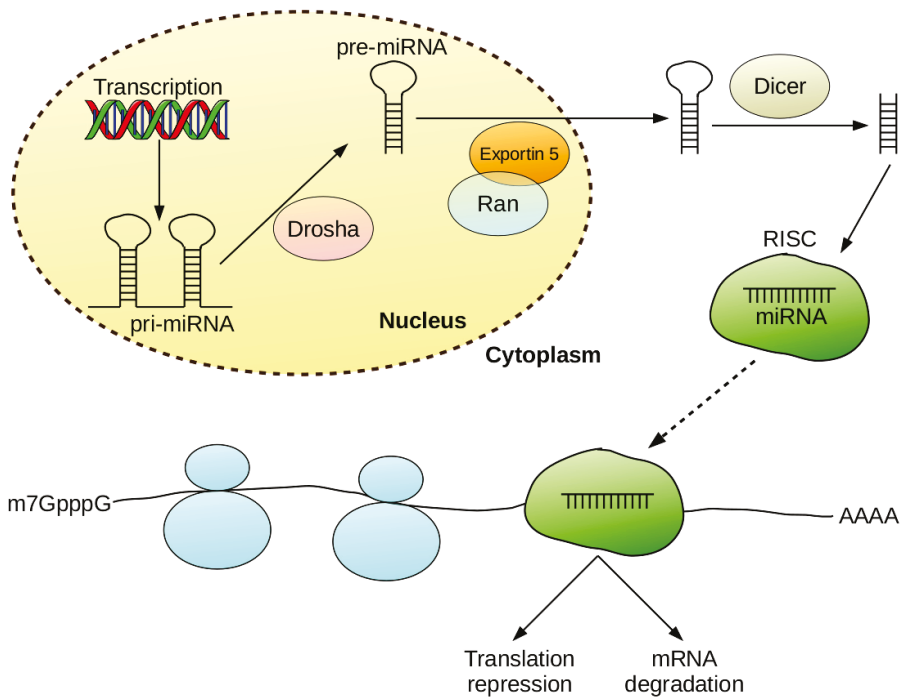 pre-miRNA
Transcription
Dicer
Exportin 5
Ran
Drosha
RISC
miRNA
pri-miRNA
Nucleus
Cytoplasm
m7GpppG
AAAA
Translation
repression
mRNA
degradation